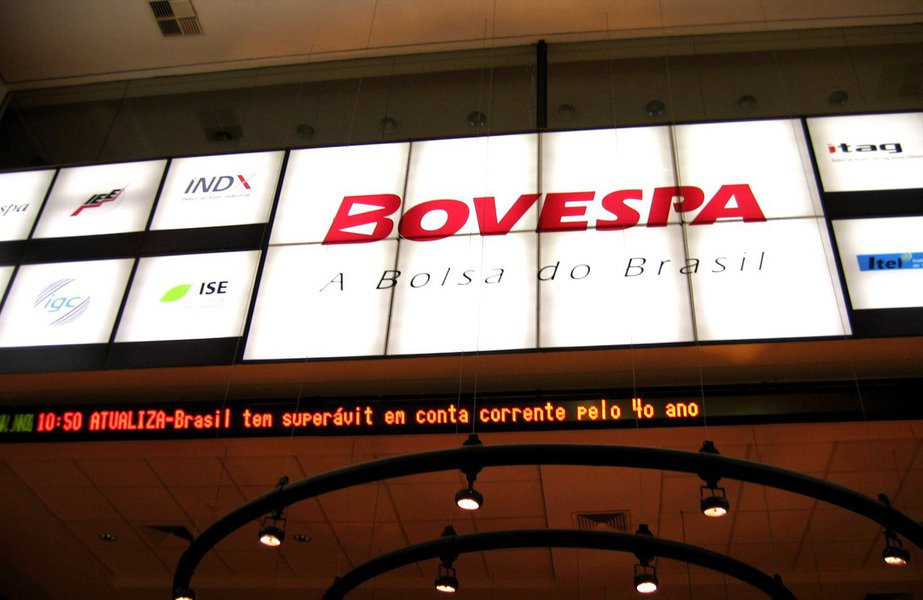 spa
IEE
INDX
BOVESPA
A Bolsa do Brasil
itag
igc
ISE
Itel
10:50 ATUALIZA-Brasil tem superávit em conta corrente pelo 4o ano